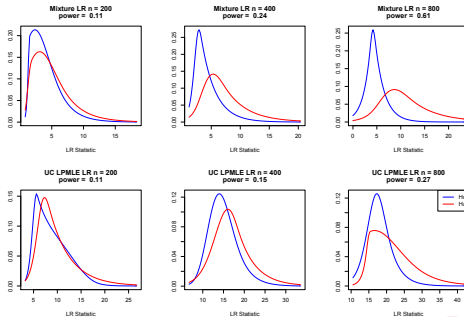 Mixture LR n = 200
power = 0.11
Mixture LR n = 400
power = 0.24
Mixture LR n = 800
power = 0.61
0.00 0.05 0.10 0.15 0.20
5 10 15
LR Statistic
0.00 0.05 0.10 0.15 0.20 0.25
5 10 15 20
LR Statistic
0.00 0.05 0.10 0.15 0.20 0.25
0 5 10 15 20
LR Statistic
UC LPMLE n = 200
power = 0.11
UC LPMLE n = 400
power = 0.15
UC LPMLE n = 800
power = 0.27
0.00 0.05 0.10 0.15
5 10 15 20 25
LR Statistic
0.00 0.04 0.08 0.12
10 15 20 25 30
LR Statistic
0.00 0.04 0.08 0.12
10 15 20 25 30 35 40
LR Statistic